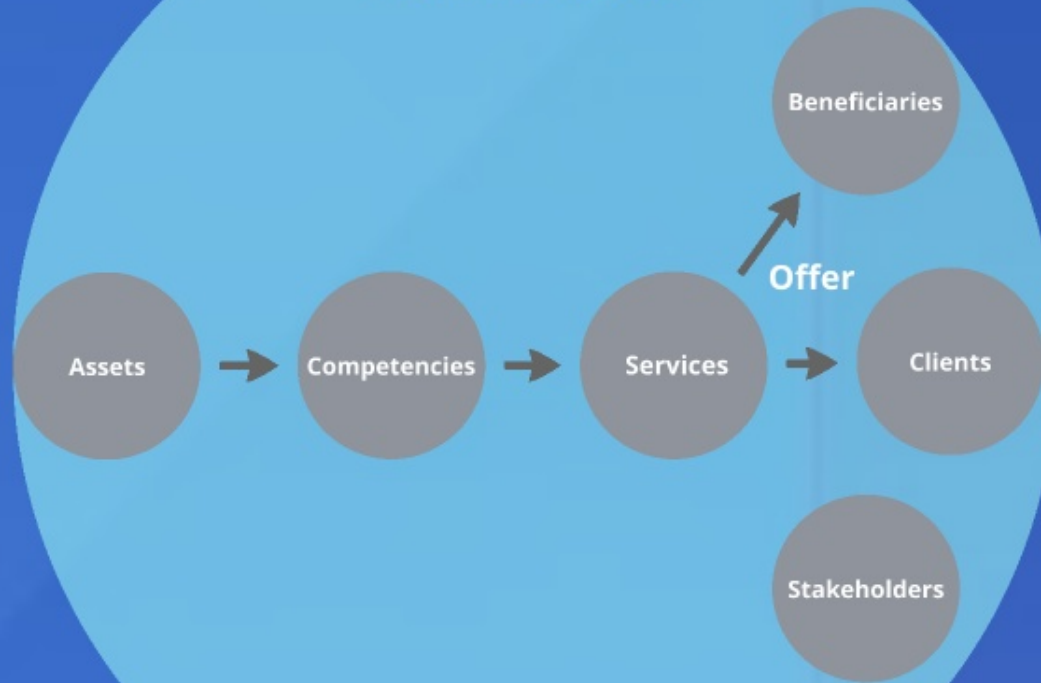 Beneficiaries
Offer
Assets
Competencies
Services
Clients
Stakeholders